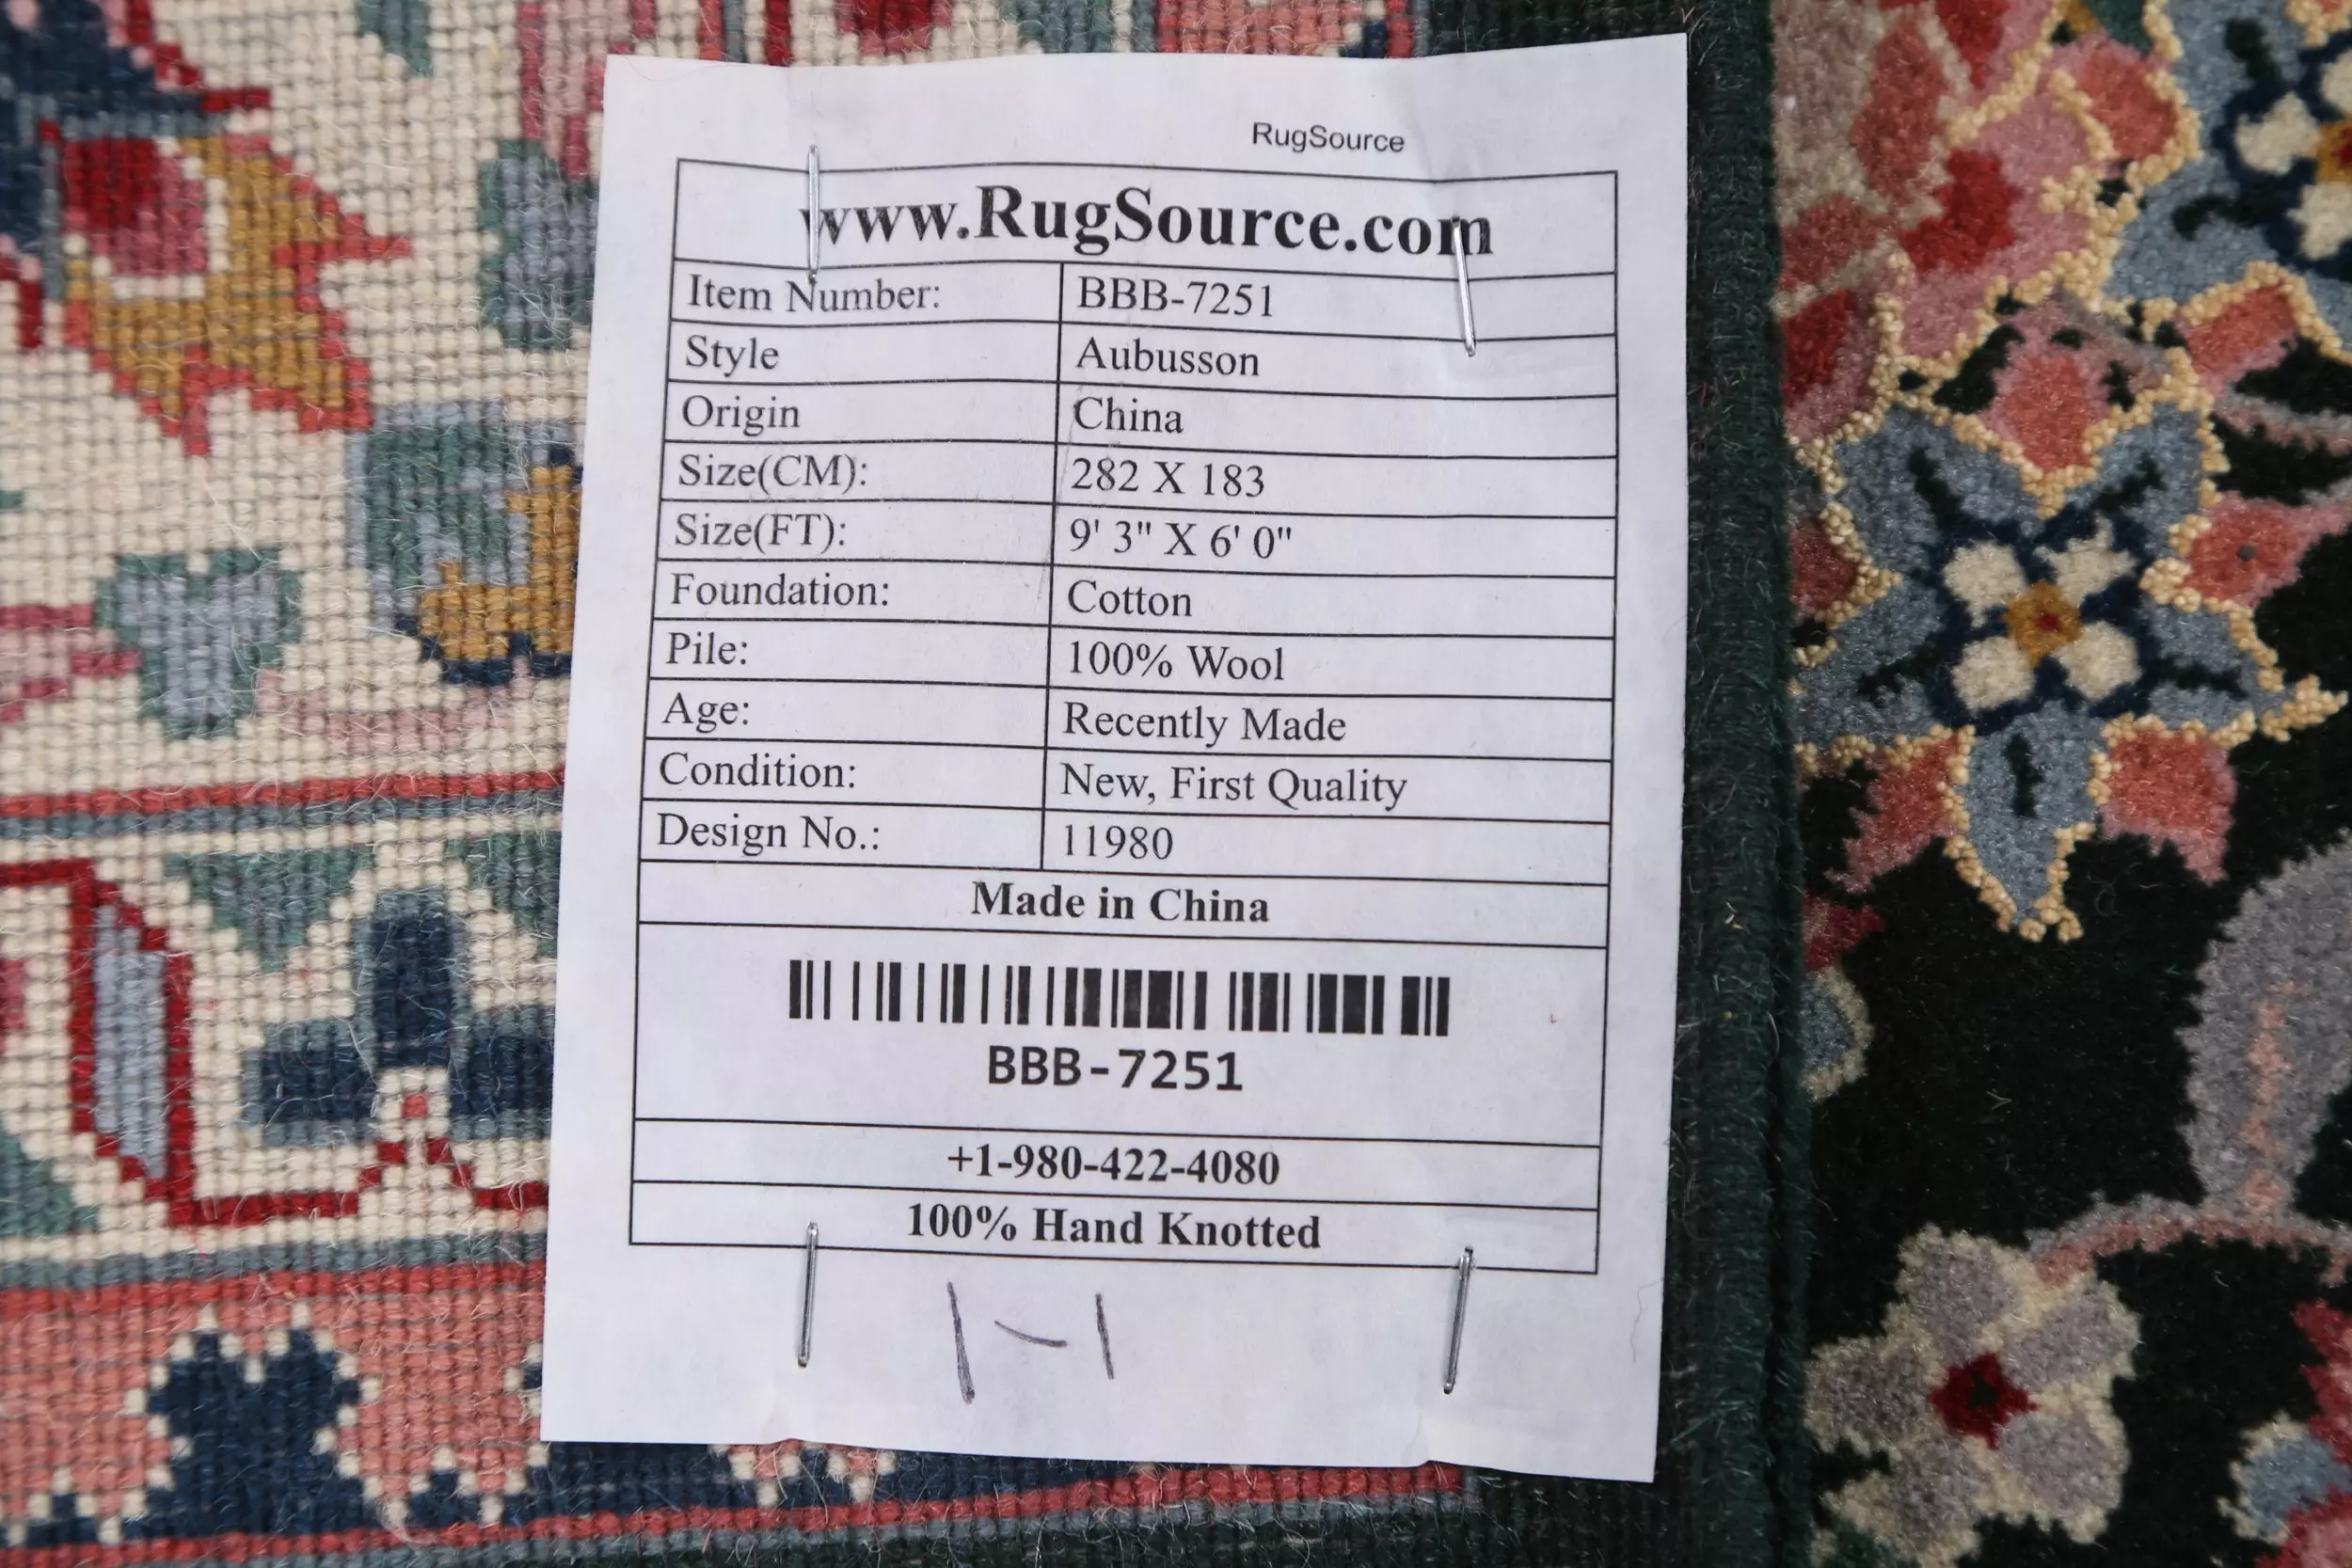 RugSource
www.RugSource.com
Item Number: BBB-7251
Style Aubusson
Origin China
Size(CM): 282 X 183
Size(FT): 9' 3" X 6' 0"
Foundation: Cotton
Pile: 100% Wool
Age: Recently Made
Condition: New, First Quality
Design No.: 11980
Made in China
BBB-7251
+1-980-422-4080
100% Hand Knotted
1-1